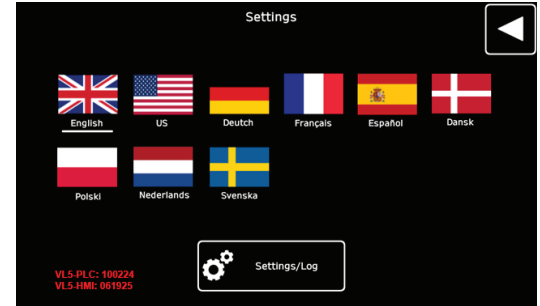 Settings
English
US
Deutch
Français
Español
Dansk
Polski
Nederlands
Svenska
Settings/Log
VL5-PLC: 100224
VL5-HMI: 061925